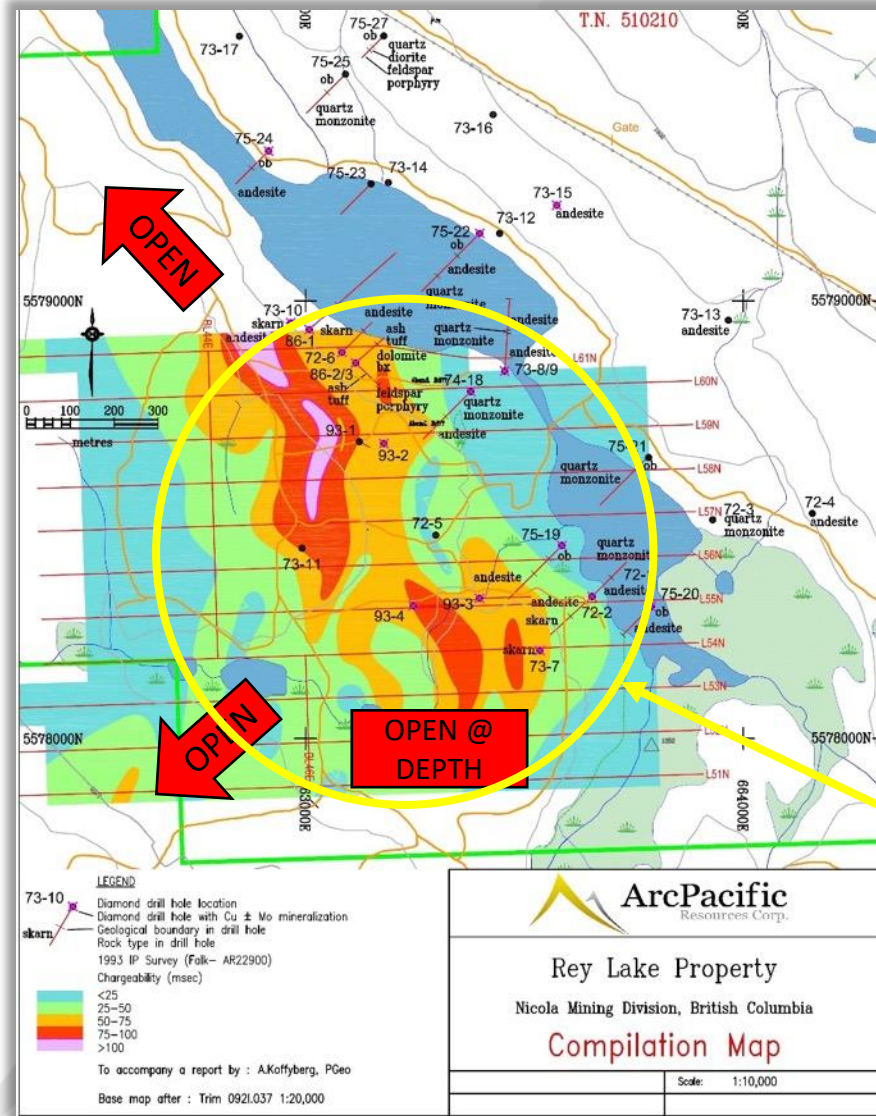 T.N. 510210
75-27
ob
73-17
quartz
diorite
feldspar
porphyry
75-25
ob
quartz
monzonite
73-16
Gate
75-24
ob
andesite
75-23
73-14
73-15
andesite
75-22
ob
73-12
andesite
OPEN
quartz
monzonite
5579000N
5579000N
73-10
skarn
andesite
86-1
skarn
andesite
ash
tuff
quartz
monzonite
andesite
73-13
andesite
BL44E
72-6
86-2/3
ash
tuff
dolomite
bx
feldspar
porphyry
73-8/9
L61N
74-18
quartz
monzonite
andesite
L60N
0 100 200 300
metres
L59N
93-1
93-2
75-21
ob
quartz
monzonite
L58N
L57N
72-3
quartz
monzonite
72-4
andesite
72-5
75-19
ob
quartz
monzonite
L56N
73-11
andesite
72-
andesite
93-4
93-3
andesite
72-2
L55N
75-20
ob
andesite
skarn
skarn
73-7
L54N
L53N
OPEN
OPEN @
DEPTH
5578000N
5578000N
L51N
BL46E
664000E
LEGEND
73-10
skarn
Diamond drill hole location
Diamond drill hole with Cu ± Mo mineralization
Geological boundary in drill hole
Rock type in drill hole
1993 IP Survey (Falk- AR22900)
Chargeability (msec)
<25
25-50
50-75
75-100
>100
To accompany a report by : A.Koffyberg, PGeo
Base map after : Trim 092I.037 1:20,000
ArcPacific
Resources Corp.
Rey Lake Property
Nicola Mining Division, British Columbia
Compilation Map
Scale: 1:10,000